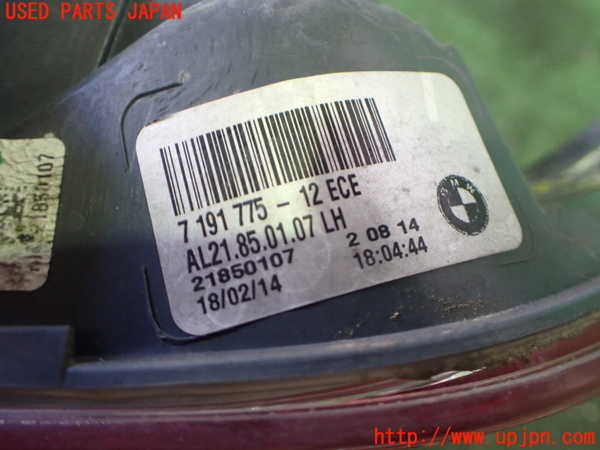 USED PARTS JAPAN
7 191 775 - 12 ECE
AL21.85.01.07 LH
21850107
2 08 14
18/02/14
18:04:44
BMW
http://www.upjpn.com/